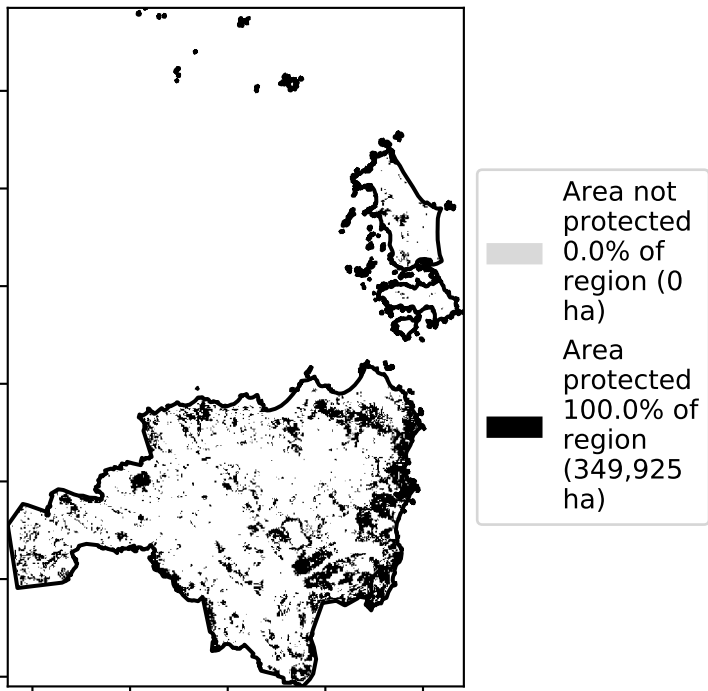 Area not
protected
0.0% of
region (0
ha)
Area
protected
100.0% of
region
(349,925
ha)